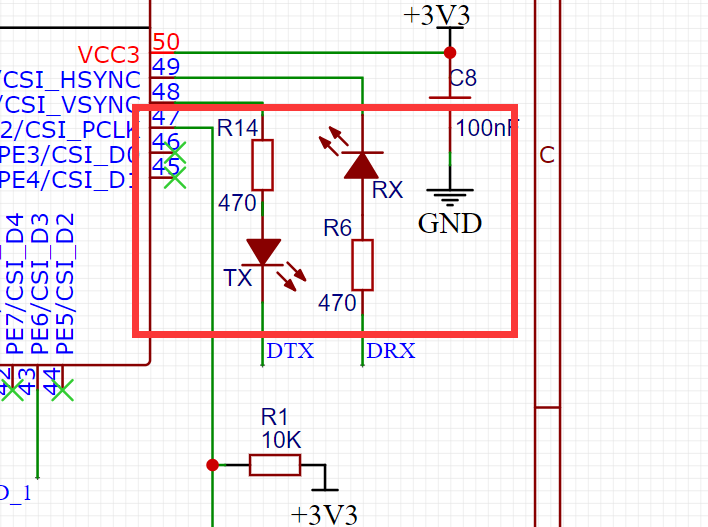 +3V3
VCC3
50
/CSI_HSYNC
49
C8
/CSI_VSYNC
48
2/CSI_PCLK
47
R14
100nF
PE3/CSI_D0
46
C
PE4/CSI_D1
45
RX
470
GND
R6
TX
470
PE7/CSI_D4
PE6/CSI_D3
PE5/CSI_D2
DTX
DRX
42
43
44
R1
10K
_1
+3V3